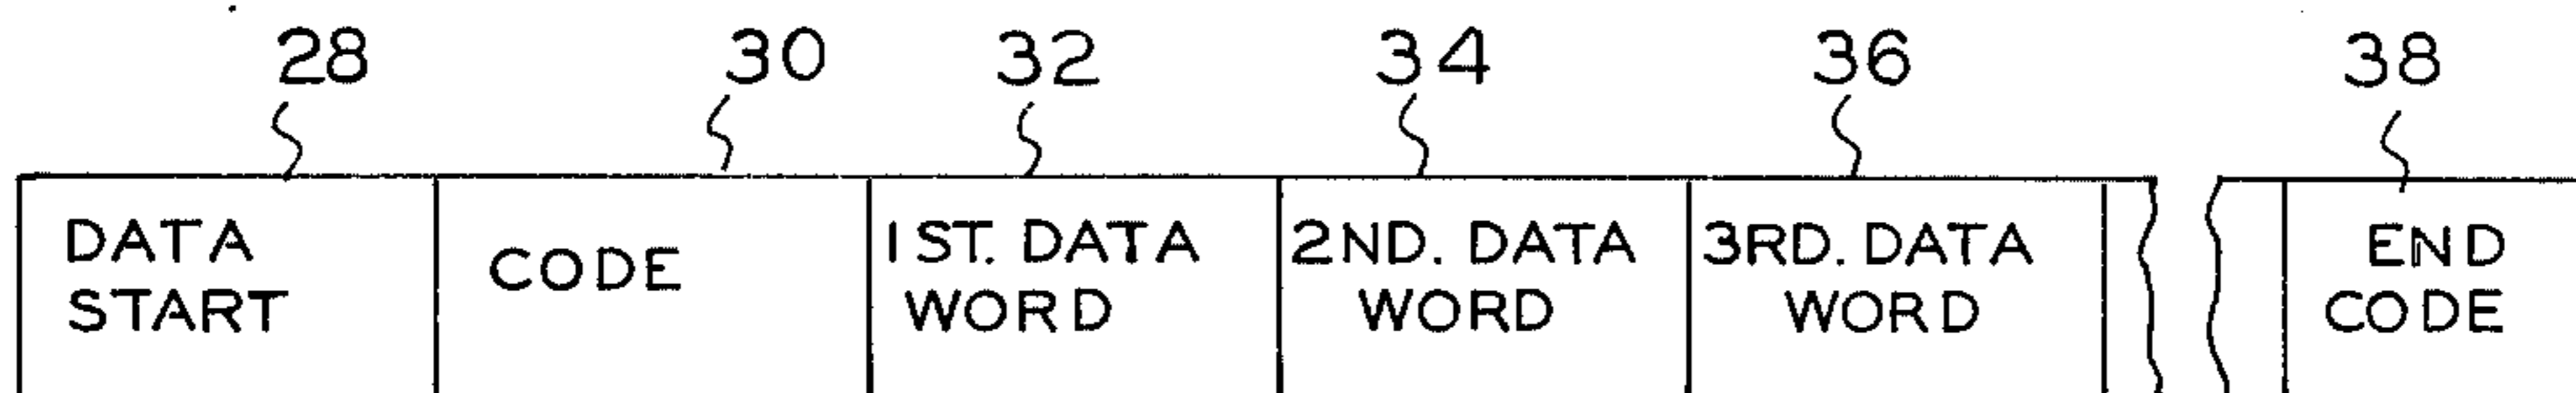 28 30 32 34 36 38
DATA START
CODE
1ST. DATA WORD
2ND. DATA WORD
3RD. DATA WORD
END CODE